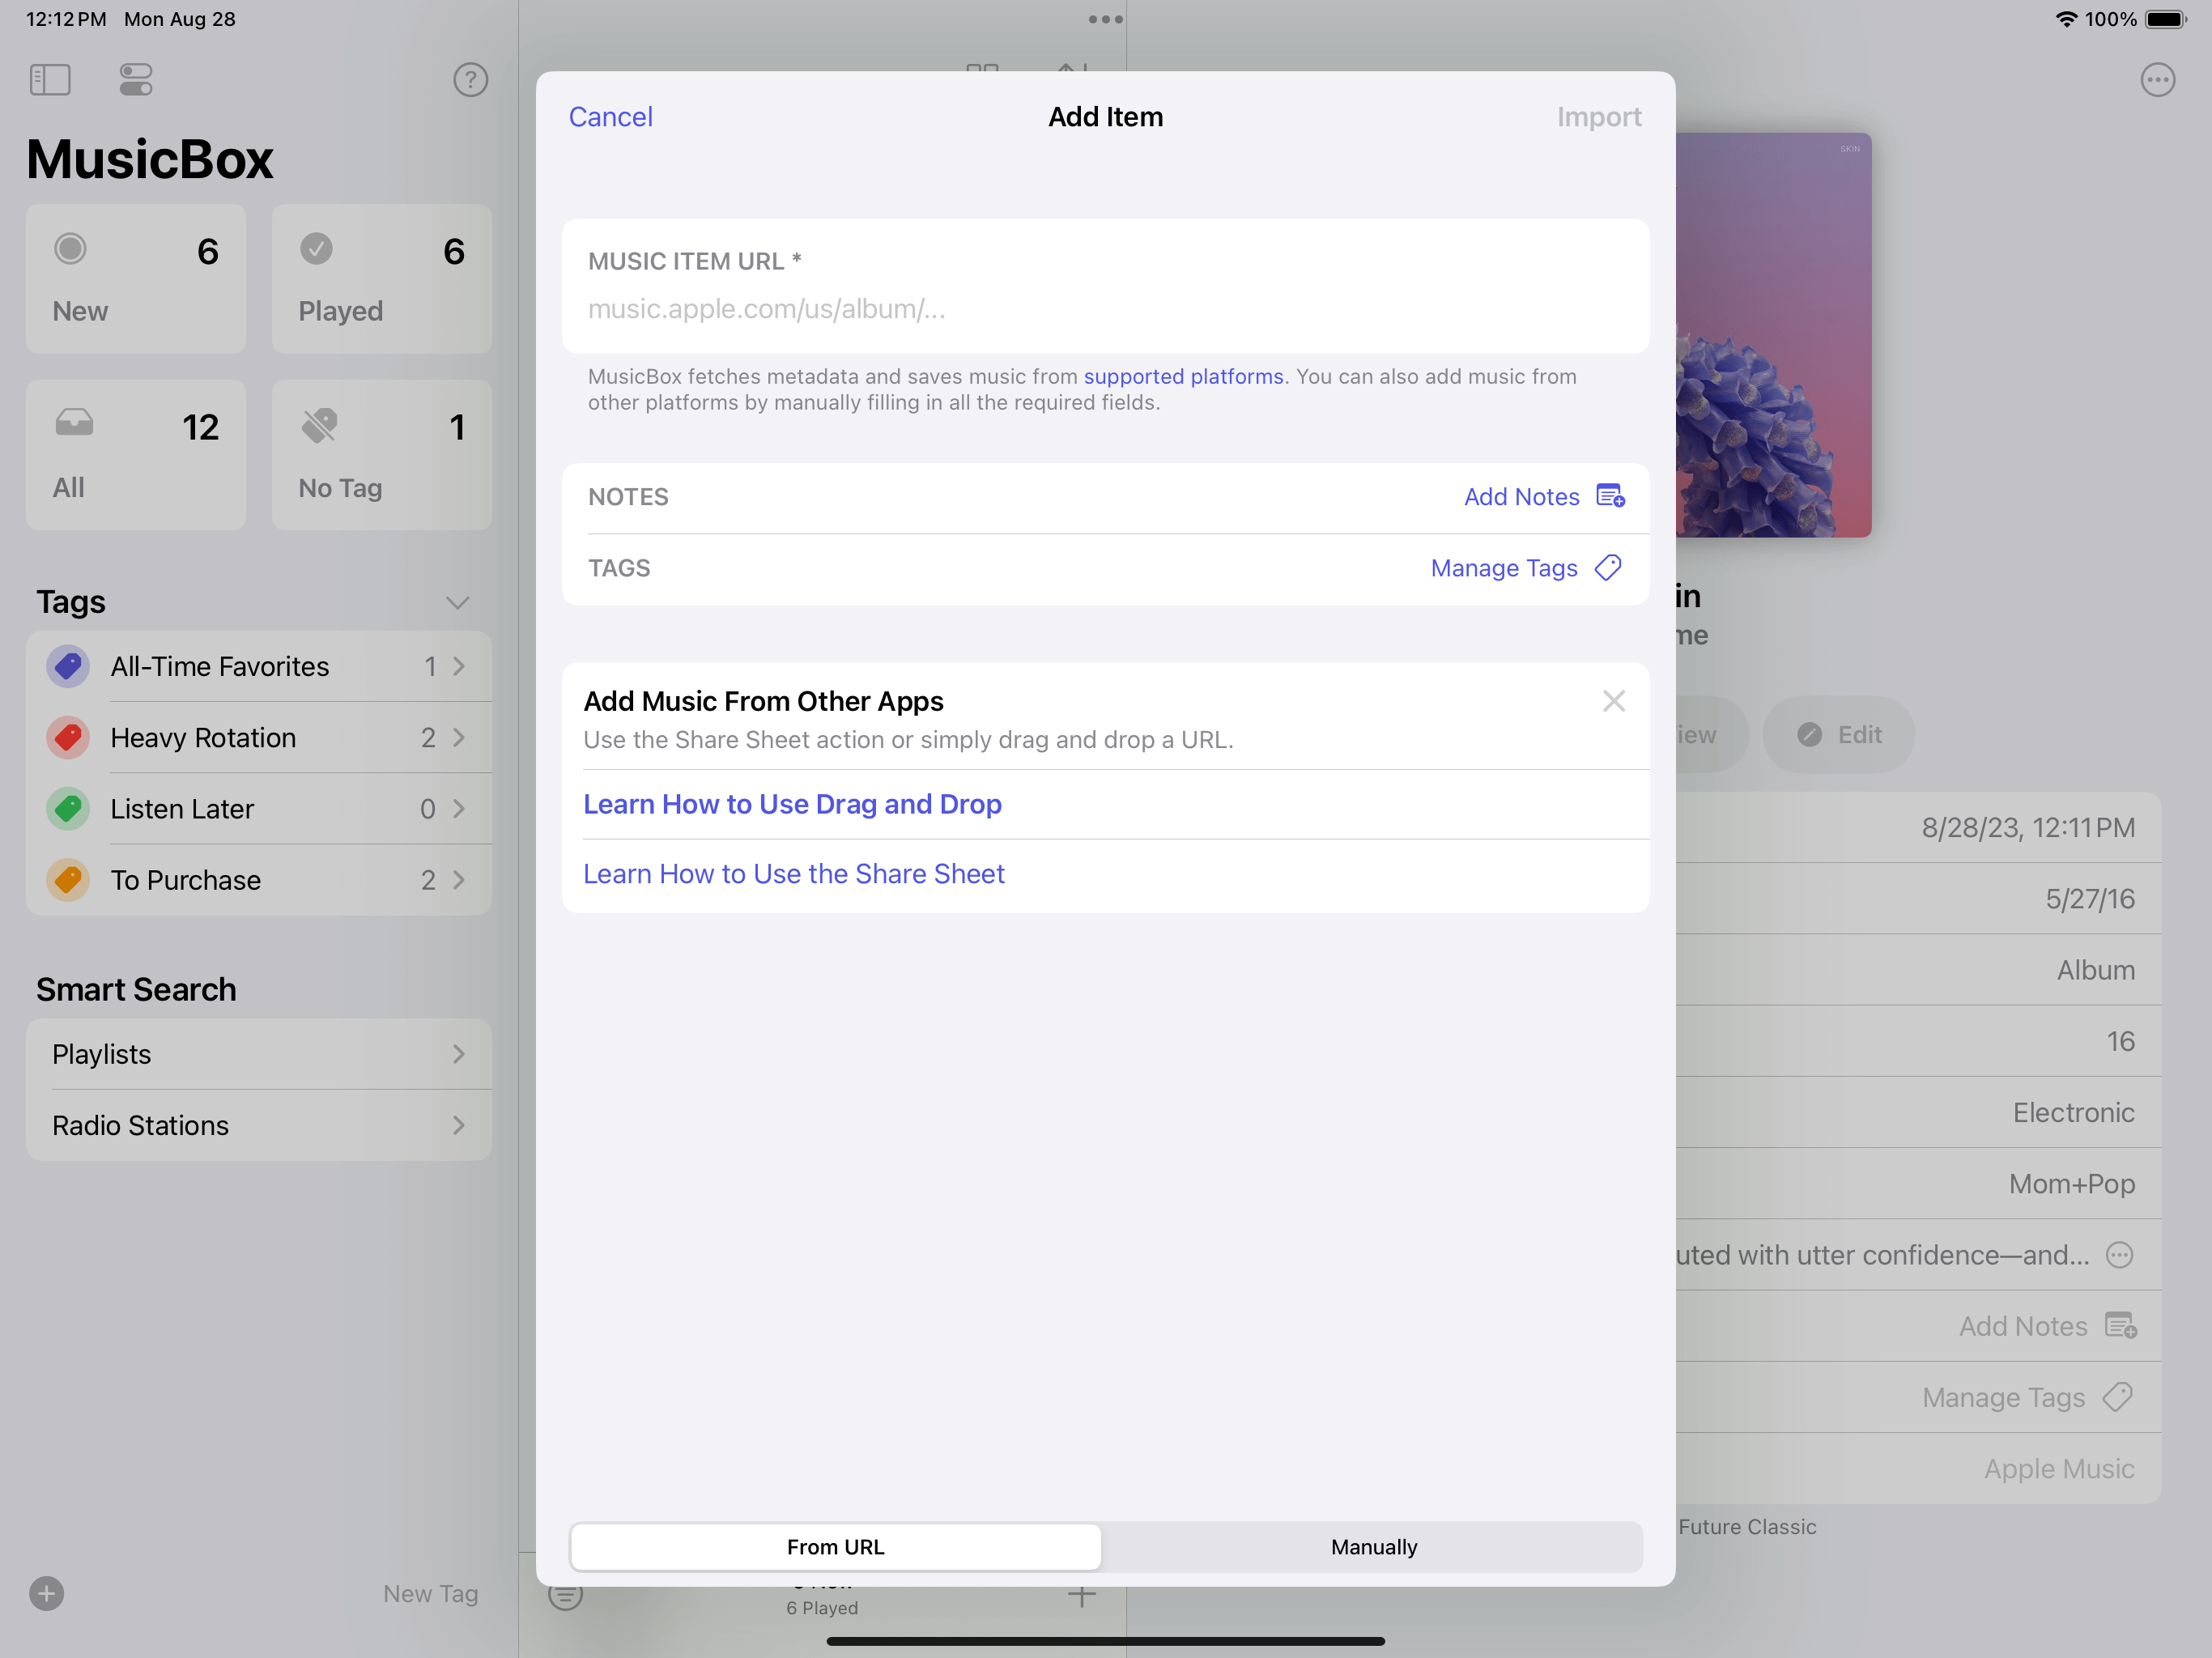 12:12 PM Mon Aug 28
100%
MusicBox
6
New
6
Played
12
All
1
No Tag
Tags
All-Time Favorites 1
Heavy Rotation 2
Listen Later 0
To Purchase 2
Smart Search
Playlists
Radio Stations
New Tag
Cancel
Add Item
Import
MUSIC ITEM URL *
music.apple.com/us/album/...
MusicBox fetches metadata and saves music from supported platforms. You can also add music from
other platforms by manually filling in all the required fields.
NOTES
Add Notes
TAGS
Manage Tags
Add Music From Other Apps
Use the Share Sheet action or simply drag and drop a URL.
Learn How to Use Drag and Drop
Learn How to Use the Share Sheet
From URL
Manually
6 Played
SKIN
in
me
iew
Edit
8/28/23, 12:11 PM
5/27/16
Album
16
Electronic
Mom+Pop
uted with utter confidence—and...
Add Notes
Manage Tags
Apple Music
Future Classic